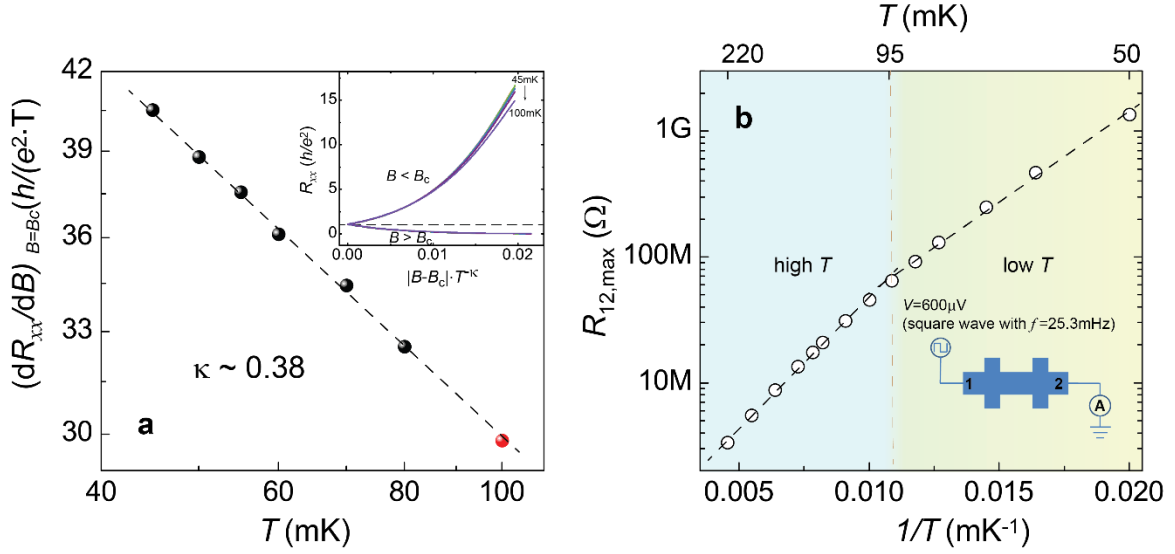 42
39
36
33
30
40
60
80
100
T (mK)
(dRxx/dB) B=Bc(h/(e²·T)
κ ~ 0.38
a
15
10
5
0
0.00
0.01
0.02
Rxx (h/e²)
|B-Bc|·T⁻ᵏ
45mK
100mK
B < Bc
B > Bc
T (mK)
220
95
50
b
1G
100M
10M
R12,max (Ω)
high T
low T
V=600μV
(square wave with f=25.3mHz)
1
2
A
0.005
0.010
0.015
0.020
1/T (mK⁻¹)